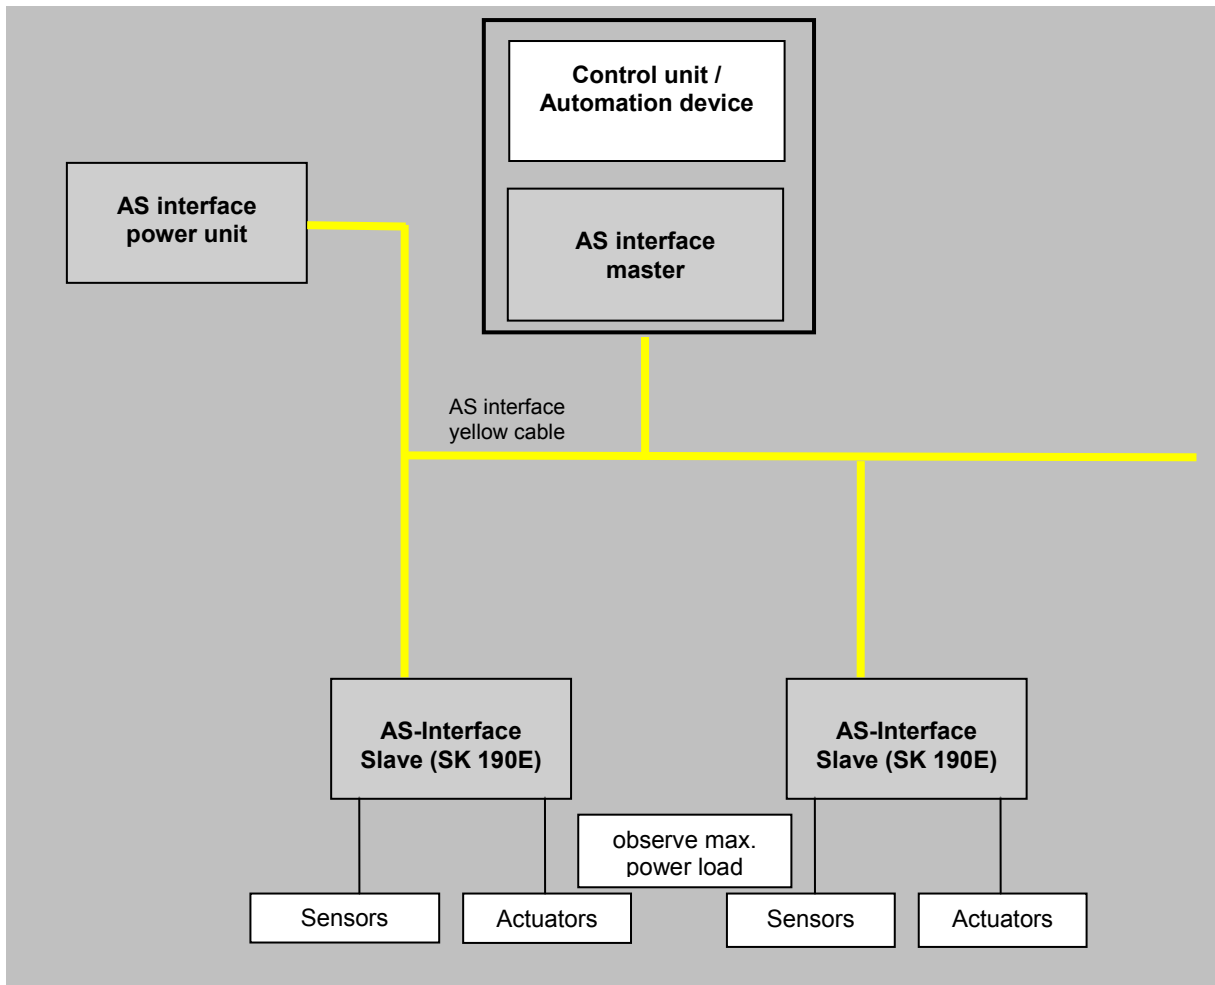 Control unit /
Automation device
AS interface
power unit
AS interface
master
AS interface
yellow cable
AS-Interface
Slave (SK 190E)
AS-Interface
Slave (SK 190E)
observe max.
power load
Sensors
Actuators
Sensors
Actuators